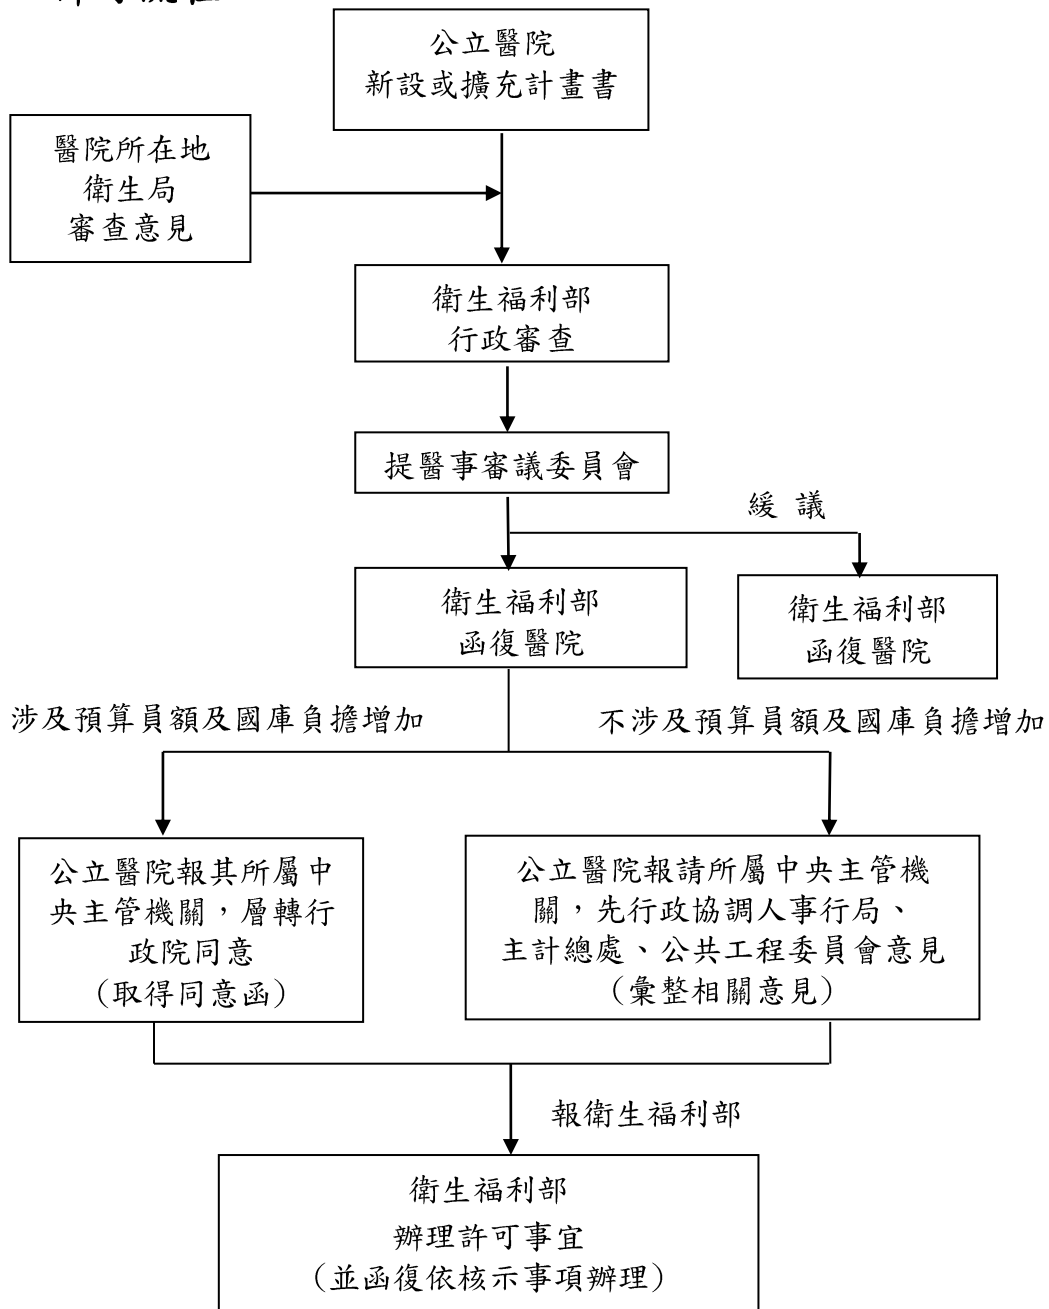 公立醫院
新設或擴充計畫書
醫院所在地
衛生局
審查意見
衛生福利部
行政審查
提醫事審議委員會
緩 議
衛生福利部
函復醫院
衛生福利部
函復醫院
涉及預算員額及國庫負擔增加
不涉及預算員額及國庫負擔增加
公立醫院報其所屬中
央主管機關，層轉行
政院同意
（取得同意函）
公立醫院報請所屬中央主管機
關，先行政協調人事行局、
主計總處、公共工程委員會意見
（彙整相關意見）
報衛生福利部
衛生福利部
辦理許可事宜
（並函復依核示事項辦理）